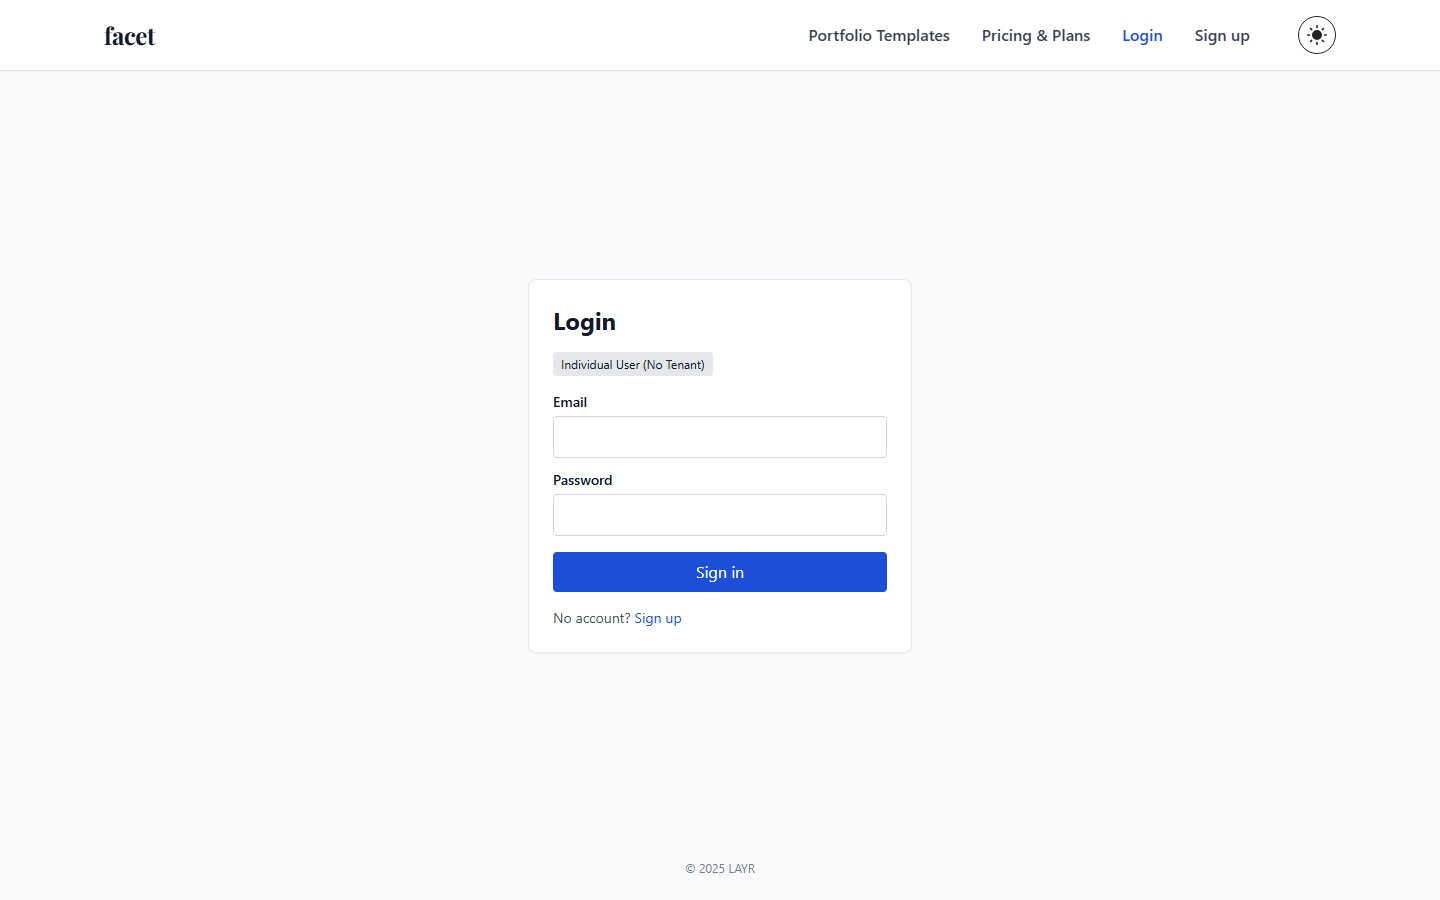 facet
Portfolio Templates
Pricing & Plans
Login
Sign up
Login
Individual User (No Tenant)
Email
Password
Sign in
No account? Sign up
© 2025 LAYR